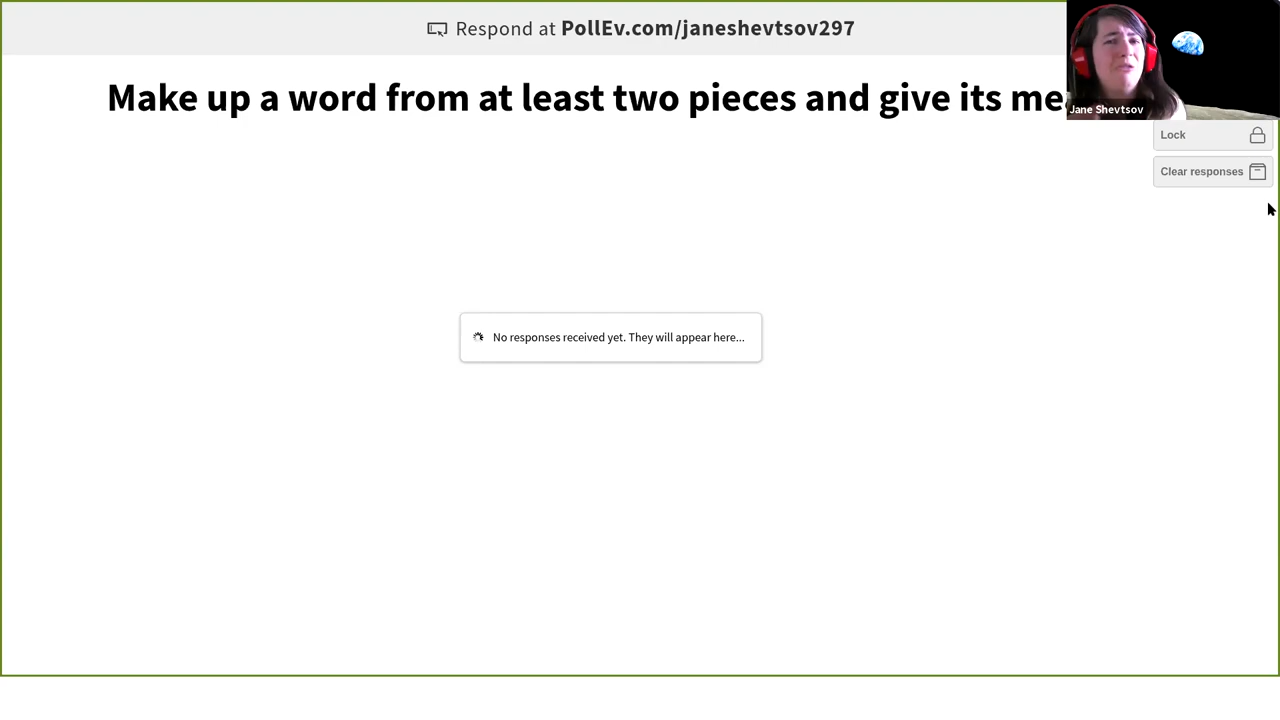 Respond at PollEv.com/janeshevtsov297
Make up a word from at least two pieces and give its
Jane Shevtsov
Lock
Clear responses
No responses received yet. They will appear here...